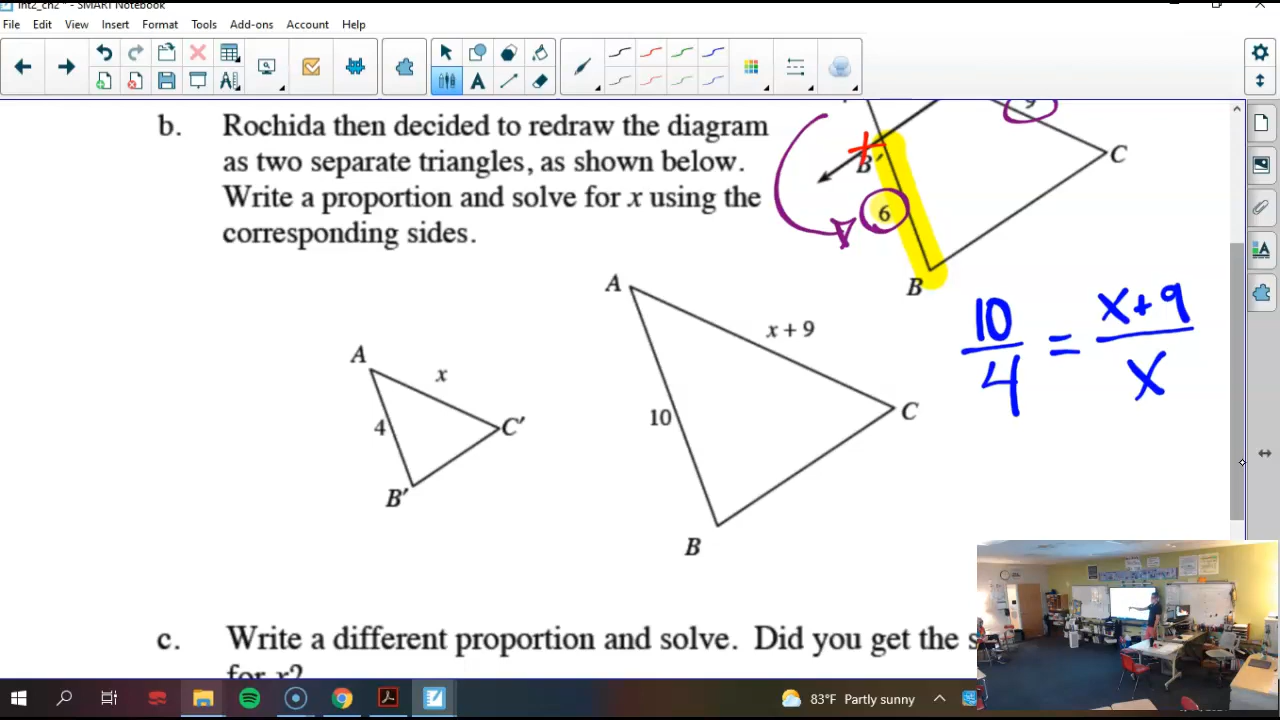 int2_ch2 * - SMART Notebook
File Edit View Insert Format Tools Add-ons Account Help
b. Rochida then decided to redraw the diagram
as two separate triangles, as shown below.
Write a proportion and solve for x using the
corresponding sides.
9
C
B'
6
B
A
x + 9
10
C
B
A
x
4
C'
B'
10/4 = x+9/x
c. Write a different proportion and solve. Did you get the s
for x?
83°F Partly sunny